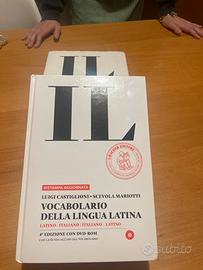 IL
IL
RISTAMPA AGGIORNATA
LUIGI CASTIGLIONI • SCEVOLA MARIOTTI
VOCABOLARIO
DELLA LINGUA LATINA
LATINO • ITALIANO / ITALIANO • LATINO
4ª EDIZIONE CON DVD-ROM
Subito